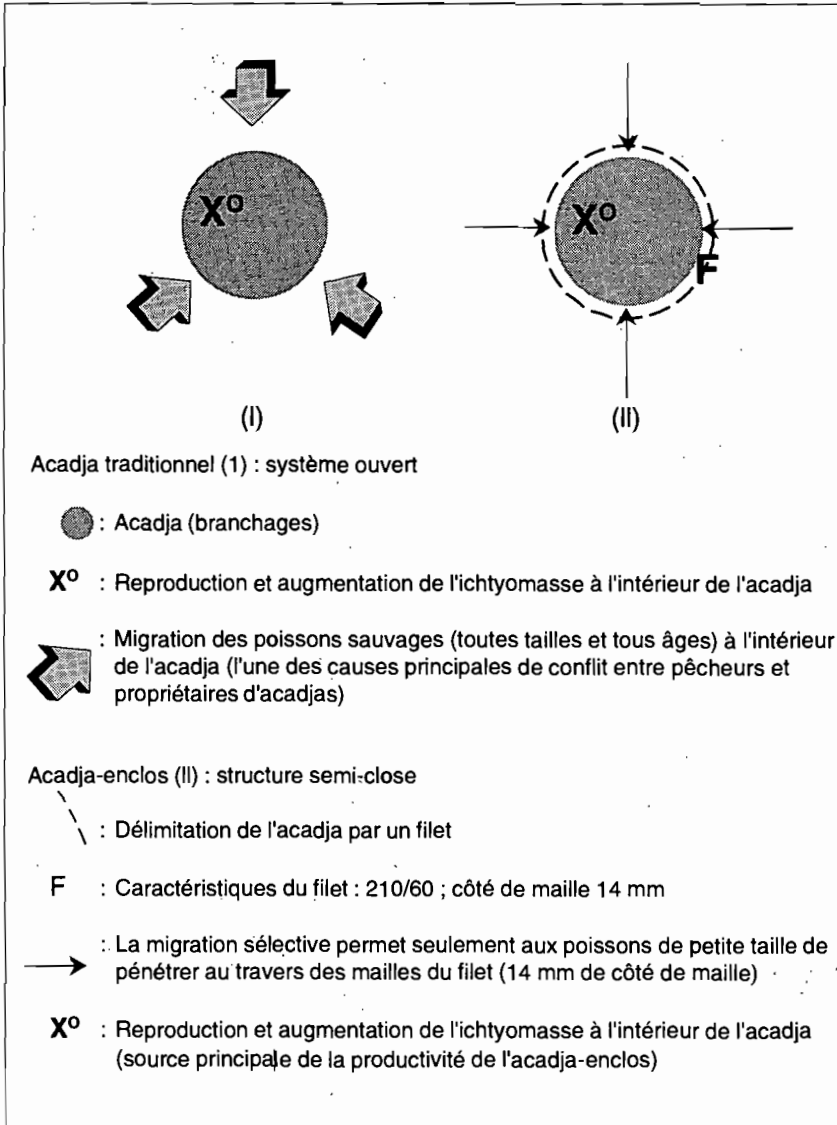 X⁰
X⁰
F
(I)
(II)
Acadja traditionnel (1) : système ouvert
: Acadja (branchages)
X⁰ : Reproduction et augmentation de l'ichtyomasse à l'intérieur de l'acadja
: Migration des poissons sauvages (toutes tailles et tous âges) à l'intérieur
de l'acadja (l'une des causes principales de conflit entre pêcheurs et
propriétaires d'acadjas)
Acadja-enclos (II) : structure semi-close
: Délimitation de l'acadja par un filet
F : Caractéristiques du filet : 210/60 ; côté de maille 14 mm
: La migration sélective permet seulement aux poissons de petite taille de
pénétrer au travers des mailles du filet (14 mm de côté de maille)
X⁰ : Reproduction et augmentation de l'ichtyomasse à l'intérieur de l'acadja
(source principale de la productivité de l'acadja-enclos)